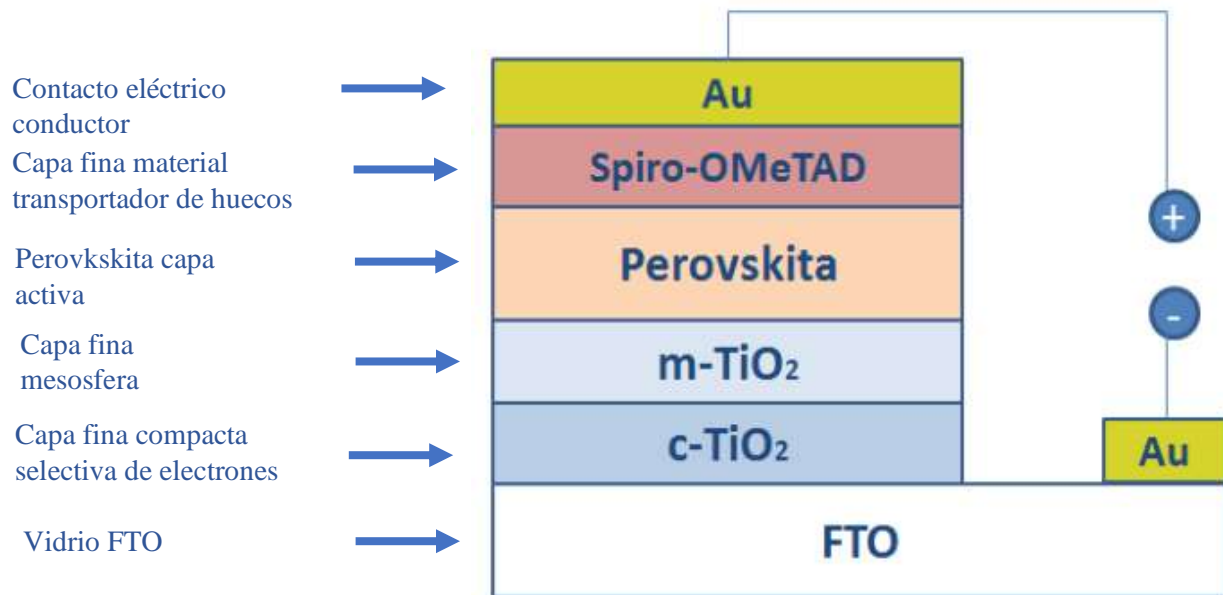 Contacto eléctrico
conductor
Au
Capa fina material
transportador de huecos
Spiro-OMeTAD
+
Perovkskita capa
activa
Perovskita
-
Capa fina
mesosfera
m-TiO₂
Capa fina compacta
selectiva de electrones
c-TiO₂
Au
Vidrio FTO
FTO